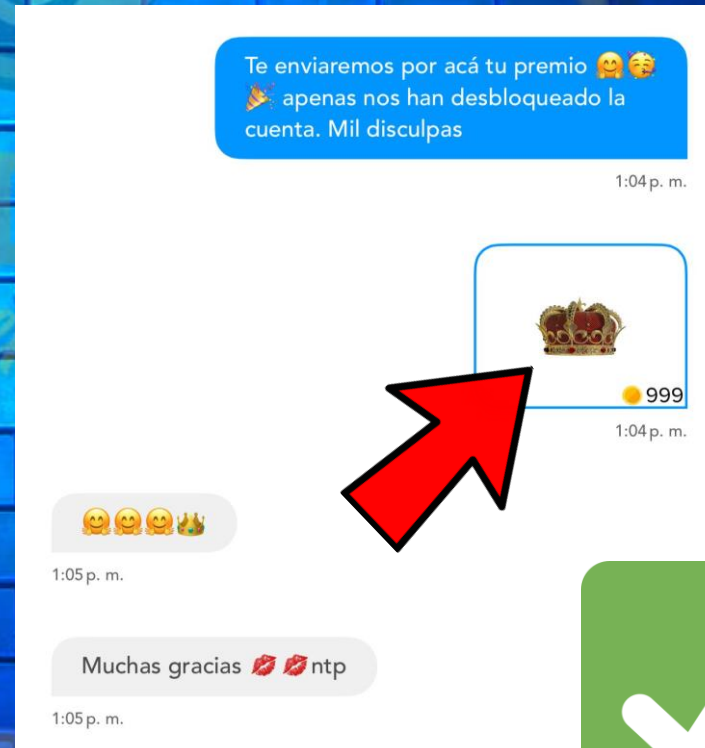 Te enviaremos por acá tu premio 🤗🥳
🎉 apenas nos han desbloqueado la
cuenta. Mil disculpas
1:04 p. m.
999
1:04 p. m.
🤗🤗🤗👑
1:05 p. m.
Muchas gracias 💋 💋 ntp
1:05 p. m.